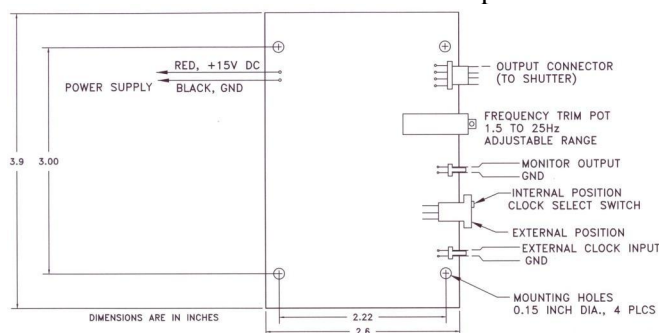 RED, +15V DC
POWER SUPPLY
BLACK, GND
OUTPUT CONNECTOR
(TO SHUTTER)
FREQUENCY TRIM POT
1.5 TO 25Hz
ADJUSTABLE RANGE
3.9
3.00
MONITOR OUTPUT
GND
INTERNAL POSITION
CLOCK SELECT SWITCH
EXTERNAL POSITION
EXTERNAL CLOCK INPUT
GND
MOUNTING HOLES
0.15 INCH DIA., 4 PLCS
DIMENSIONS ARE IN INCHES
2.22
2.6